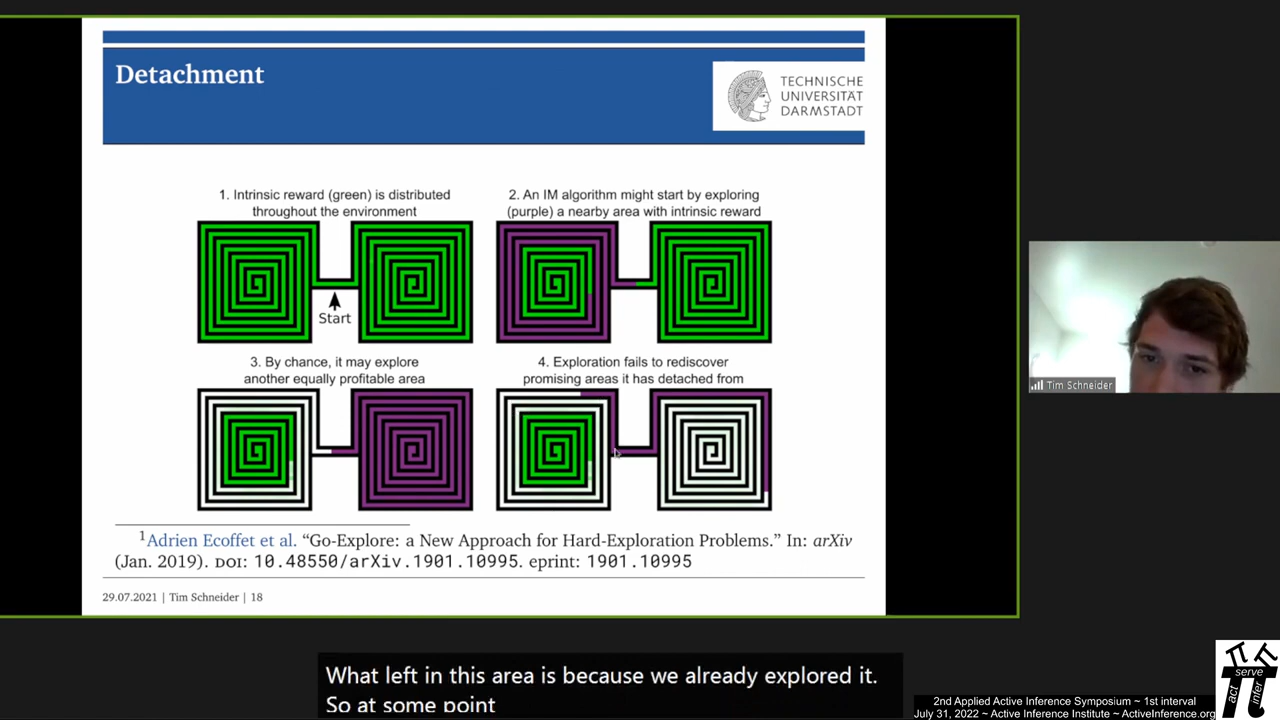 Detachment
TECHNISCHE
UNIVERSITÄT
DARMSTADT
1. Intrinsic reward (green) is distributed
throughout the environment
2. An IM algorithm might start by exploring
(purple) a nearby area with intrinsic reward
Start
3. By chance, it may explore
another equally profitable area
4. Exploration fails to rediscover
promising areas it has detached from
Tim Schneider
1Adrien Ecoffet et al. “Go-Explore: a New Approach for Hard-Exploration Problems.” In: arXiv
(Jan. 2019). DOI: 10.48550/arXiv.1901.10995. eprint: 1901.10995
29.07.2021 | Tim Schneider | 18
What left in this area is because we already explored it.
So at some point
act
serve
infer
2nd Applied Active Inference Symposium ~ 1st interval
July 31, 2022 ~ Active Inference Institute ~ ActiveInference.org